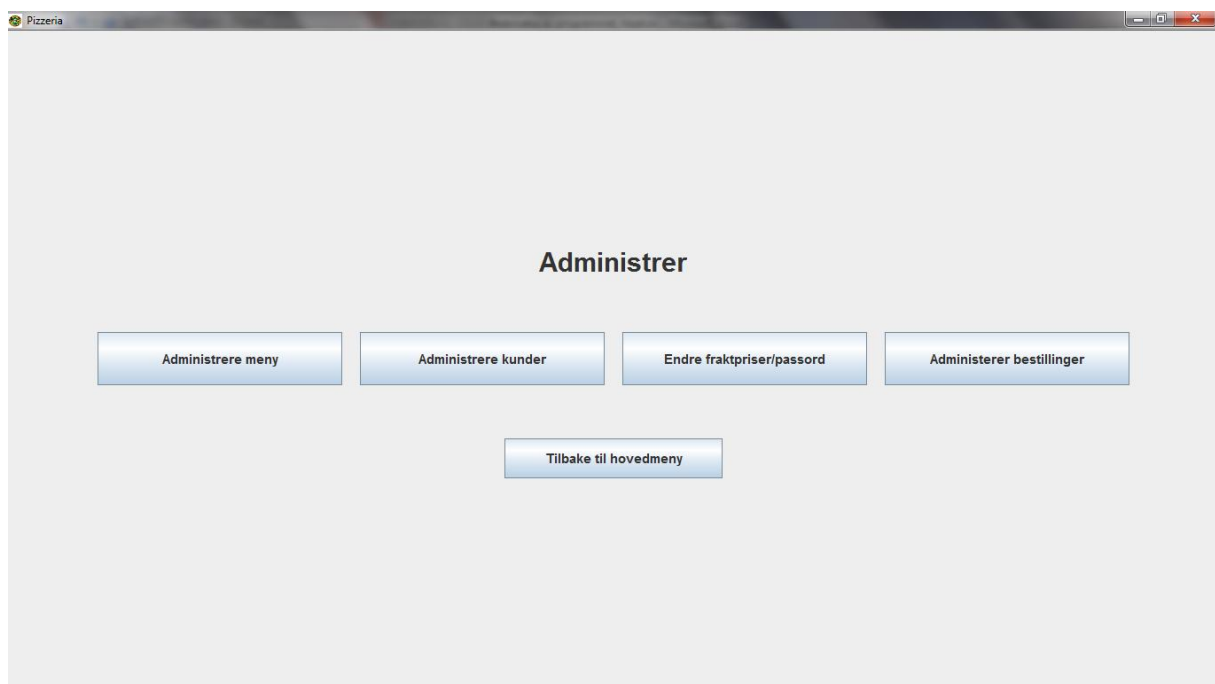 Pizzeria
Administrer
Administrere meny
Administrere kunder
Endre fraktpriser/passord
Administerer bestillinger
Tilbake til hovedmeny